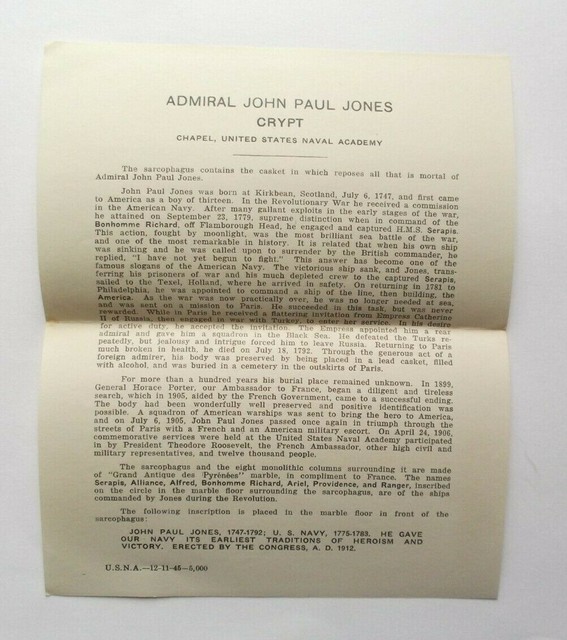 ADMIRAL JOHN PAUL JONES
CRYPT
CHAPEL, UNITED STATES NAVAL ACADEMY
The sarcophagus contains the casket in which reposes all that is mortal of
Admiral John Paul Jones.
John Paul Jones was born at Kirkbean, Scotland, July 6, 1747, and first came
to America as a boy of thirteen. In the Revolutionary War he received a commission
in the American Navy. After many gallant exploits in the early stages of the war,
he attained on September 23, 1779, supreme distinction when in command of the
Bonhomme Richard, off Flamborough Head, he engaged and captured H.M.S. Serapis.
This action, fought by moonlight, was the most brilliant sea battle of the war,
and one of the most remarkable in history. It is related that when his own ship
was sinking and he was called upon to surrender by the British commander, he
replied, "I have not yet begun to fight." This answer has become one of the
famous slogans of the American Navy. The victorious ship sank, and Jones, trans-
ferring his prisoners of war and his much depleted crew to the captured Serapis,
sailed to the Texel, Holland, where he arrived in safety. On returning in 1781 to
Philadelphia, he was appointed to command a ship of the line, then building, the
America. As the war was now practically over, he was no longer needed at sea,
and was sent on a mission to Paris. He succeeded in this task, but was never
rewarded. While in Paris he received a flattering invitation from Empress Catherine
II of Russia, then engaged in war with Turkey, to enter her service. In his desire
for active duty, he accepted the invitation. The Empress appointed him a rear
admiral and gave him a squadron in the Black Sea. He defeated the Turks re-
peatedly, but jealousy and intrigue forced him to leave Russia. Returning to Paris
much broken in health, he died on July 18, 1792. Through the generous act of a
foreign admirer, his body was preserved by being placed in a lead casket, filled
with alcohol, and was buried in a cemetery in the outskirts of Paris.
For more than a hundred years his burial place remained unknown. In 1899,
General Horace Porter, our Ambassador to France, began a diligent and tireless
search, which in 1905, aided by the French Government, came to a successful ending.
The body had been wonderfully well preserved and positive identification was
possible. A squadron of American warships was sent to bring the hero to America,
and on July 6, 1905, John Paul Jones passed once again in triumph through the
streets of Paris with a French and an American military escort. On April 24, 1906,
commemorative services were held at the United States Naval Academy participated
in by President Theodore Roosevelt, the French Ambassador, other high civil and
military representatives, and twelve thousand people.
The sarcophagus and the eight monolithic columns surrounding it are made
of "Grand Antique des Pyrénées" marble, in compliment to France. The names
Serapis, Alliance, Alfred, Bonhomme Richard, Ariel, Providence, and Ranger, inscribed
on the circle in the marble floor surrounding the sarcophagus, are of the ships
commanded by Jones during the Revolution.
The following inscription is placed in the marble floor in front of the
sarcophagus:
JOHN PAUL JONES, 1747-1792; U. S. NAVY, 1775-1783. HE GAVE
OUR NAVY ITS EARLIEST TRADITIONS OF HEROISM AND
VICTORY. ERECTED BY THE CONGRESS, A. D. 1912.
U.S.N.A.—12-11-45—5,000